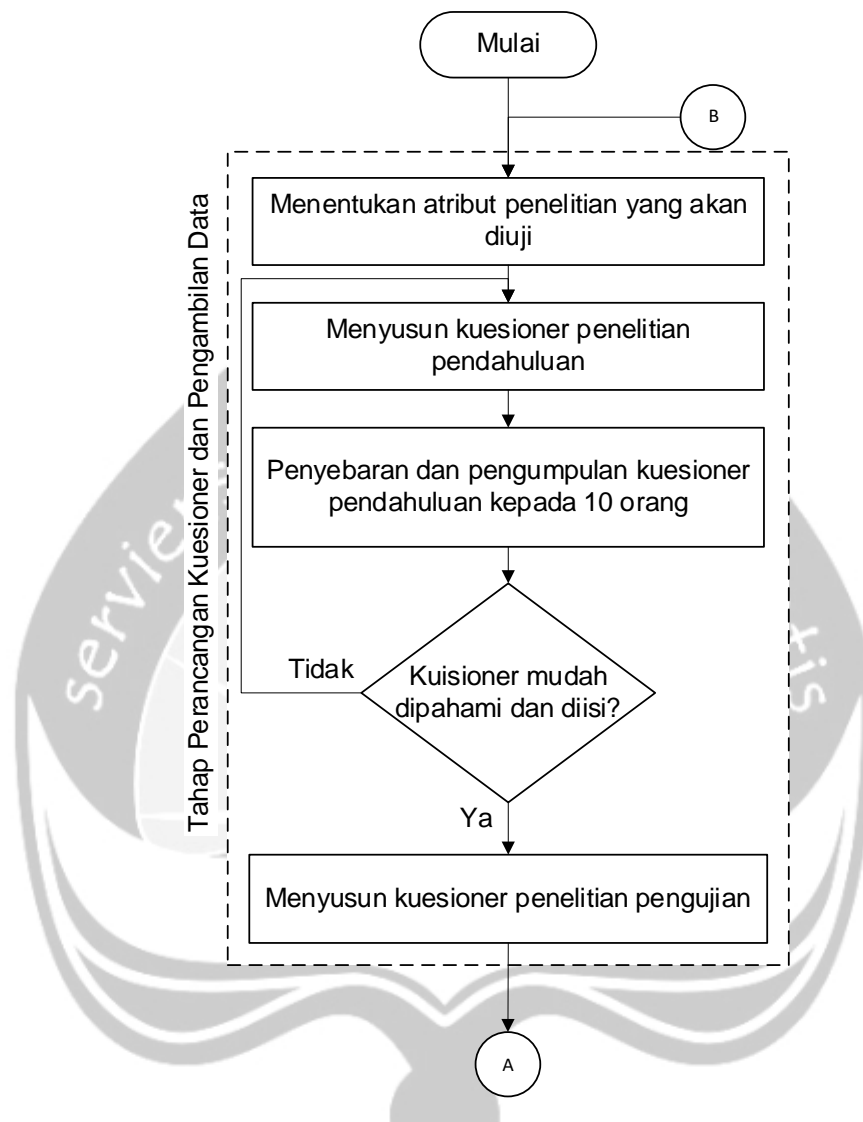 Mulai
B
Tahap Perancangan Kuesioner dan Pengambilan Data
Menentukan atribut penelitian yang akan
diuji
Menyusun kuesioner penelitian
pendahuluan
Penyebaran dan pengumpulan kuesioner
pendahuluan kepada 10 orang
Tidak
Kuisioner mudah
dipahami dan diisi?
Ya
Menyusun kuesioner penelitian pengujian
A